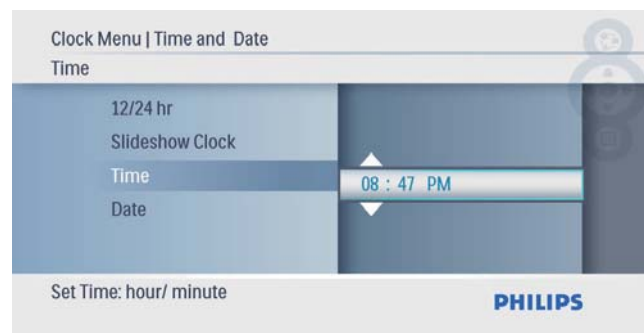 Clock Menu | Time and Date
Time
12/24 hr
Slideshow Clock
Time
08 : 47 PM
Date
Set Time: hour/ minute
PHILIPS